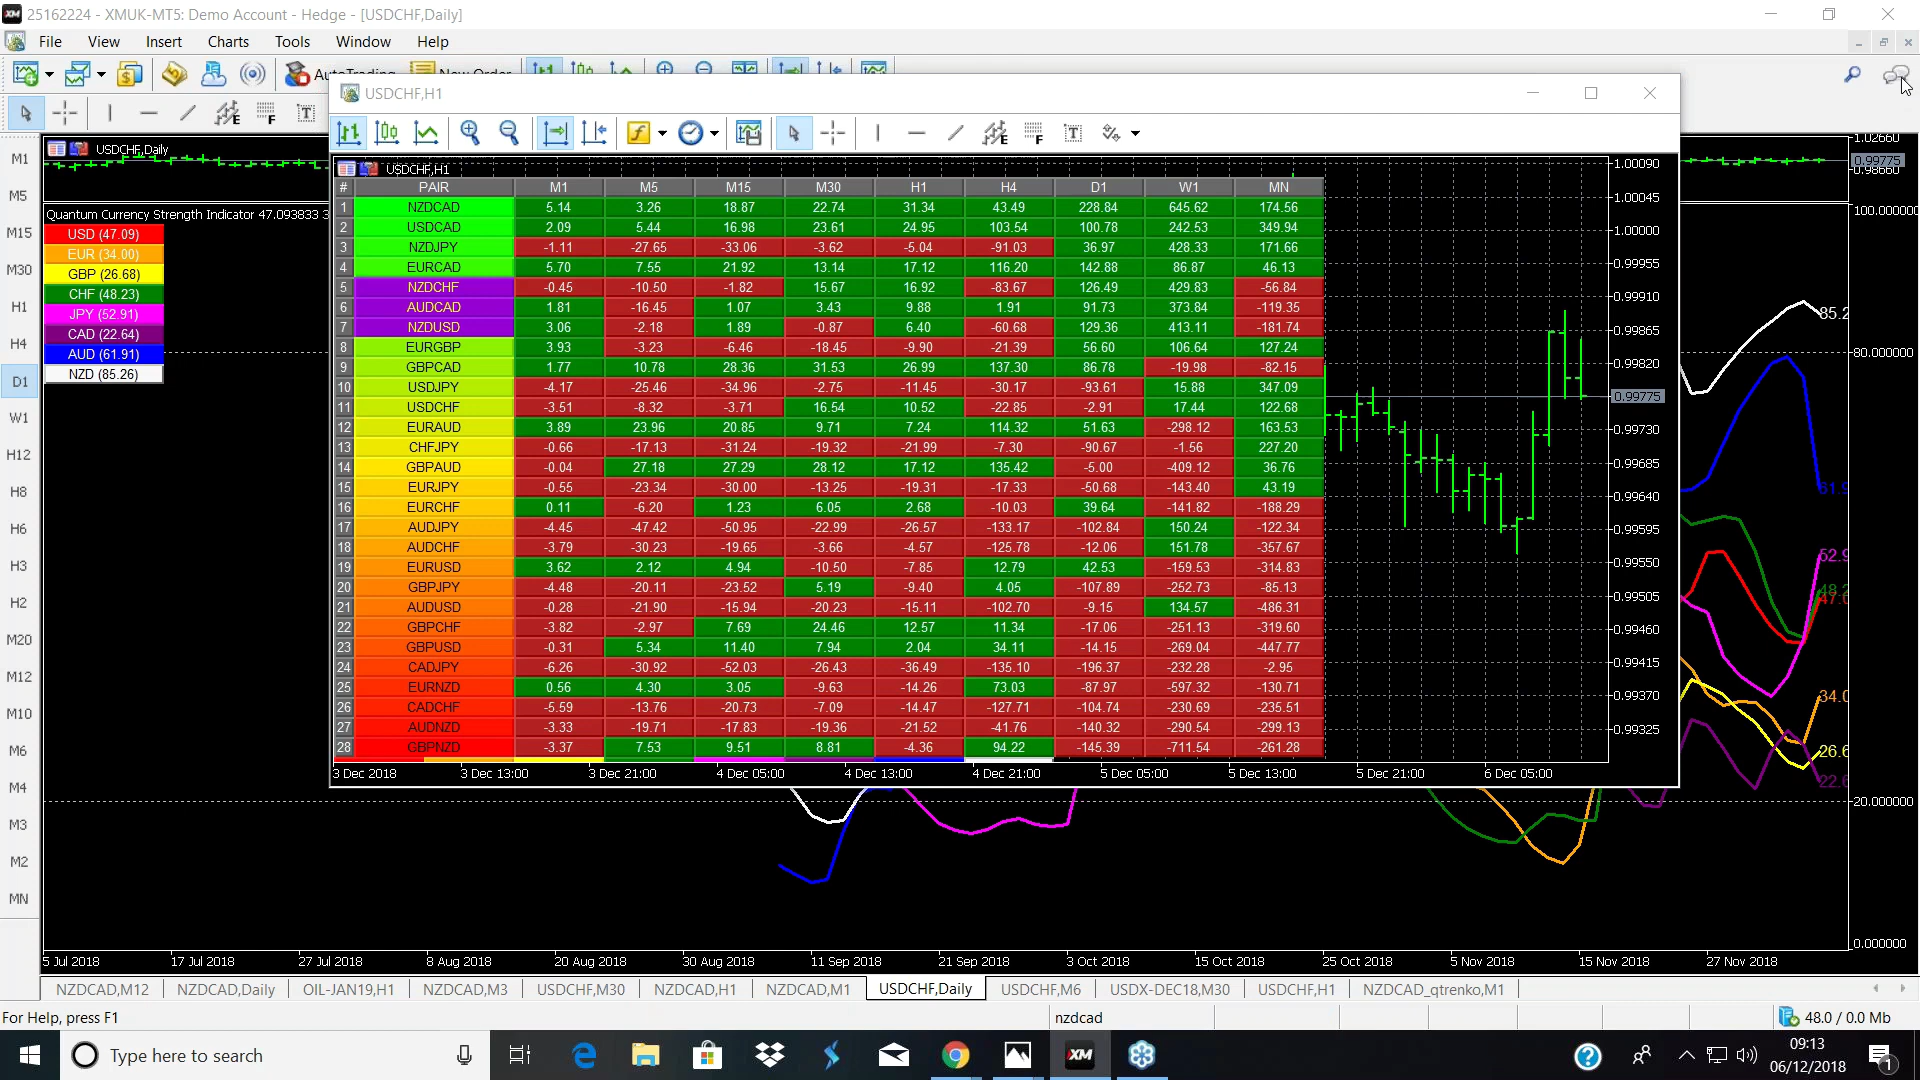 25162224 - XMUK-MT5: Demo Account - Hedge - [USDCHF,Daily]
File View Insert Charts Tools Window Help
USDCHF,H1
USDCHF,Daily
Quantum Currency Strength Indicator 47.093833 3
USD (47.09)
EUR (34.00)
GBP (26.68)
CHF (48.23)
JPY (52.91)
CAD (22.64)
AUD (61.91)
NZD (85.26)
M1
M5
M15
M30
H1
H4
D1
W1
H12
H8
H6
H3
H2
M20
M12
M10
M6
M4
M3
M2
MN
USDCHF,H1
# PAIR M1 M5 M15 M30 H1 H4 D1 W1 MN
1 NZDCAD 5.14 3.26 18.87 22.74 31.34 43.49 228.84 645.62 174.56
2 USDCAD 2.09 5.44 16.98 23.61 24.95 103.54 100.78 242.53 349.94
3 NZDJPY -1.11 -27.65 -33.06 -3.62 -5.04 -91.03 36.97 428.33 171.66
4 EURCAD 5.70 7.55 21.92 13.14 17.12 116.20 142.88 86.87 46.13
5 NZDCHF -0.45 -10.50 -1.82 15.67 16.92 -83.67 126.49 429.83 -56.84
6 AUDCAD 1.81 -16.45 1.07 3.43 9.88 1.91 91.73 373.84 -119.35
7 NZDUSD 3.06 -2.18 1.89 -0.87 6.40 -60.68 129.36 413.11 -181.74
8 EURGBP 3.93 -3.23 -6.46 -18.45 -9.90 -21.39 56.60 106.64 127.24
9 GBPCAD 1.77 10.78 28.36 31.53 26.99 137.30 86.78 -19.98 -82.15
10 USDJPY -4.17 -25.46 -34.96 -2.75 -11.45 -30.17 -93.61 15.88 347.09
11 USDCHF -3.51 -8.32 -3.71 16.54 10.52 -22.85 -2.91 17.44 122.68
12 EURAUD 3.89 23.96 20.85 9.71 7.24 114.32 51.63 -298.12 163.53
13 CHFJPY -0.66 -17.13 -31.24 -19.32 -21.99 -7.30 -90.67 -1.56 227.20
14 GBPAUD -0.04 27.18 27.29 28.12 17.12 135.42 -5.00 -409.12 36.76
15 EURJPY -0.55 -23.34 -30.00 -13.25 -19.31 -17.33 -50.68 -143.40 43.19
16 EURCHF 0.11 -6.20 1.23 6.05 2.68 -10.03 39.64 -141.82 -188.29
17 AUDJPY -4.45 -47.42 -50.95 -22.99 -26.57 -133.17 -102.84 150.24 -122.34
18 AUDCHF -3.79 -30.23 -19.65 -3.66 -4.57 -125.78 -12.06 151.78 -357.67
19 EURUSD 3.62 2.12 4.94 -10.50 -7.85 12.79 42.53 -159.53 -314.83
20 GBPJPY -4.48 -20.11 -23.52 5.19 -9.40 4.05 -107.89 -252.73 -85.13
21 AUDUSD -0.28 -21.90 -15.94 -20.23 -15.11 -102.70 -9.15 134.57 -486.31
22 GBPCHF -3.82 -2.97 7.69 24.46 12.57 11.34 -17.06 -251.13 -319.60
23 GBPUSD -0.31 5.34 11.40 7.94 2.04 34.11 -14.15 -269.04 -447.77
24 CADJPY -6.26 -30.92 -52.03 -26.43 -36.49 -135.10 -196.37 -232.28 -2.95
25 EURNZD 0.56 4.30 3.05 -9.63 -14.26 73.03 -87.97 -597.32 -130.71
26 CADCHF -5.59 -13.76 -20.73 -7.09 -14.47 -127.71 -104.74 -230.69 -235.51
27 AUDNZD -3.33 -19.71 -17.83 -19.36 -21.52 -41.76 -140.32 -290.54 -299.13
28 GBPNZD -3.37 7.53 9.51 8.81 -4.36 94.22 -145.39 -711.54 -261.28
3 Dec 2018 3 Dec 13:00 3 Dec 21:00 4 Dec 05:00 4 Dec 13:00 4 Dec 21:00 5 Dec 05:00 5 Dec 13:00 5 Dec 21:00 6 Dec 05:00
1.00090
1.00045
1.00000
0.99955
0.99910
0.99865
0.99820
0.99775
0.99730
0.99685
0.99640
0.99595
0.99550
0.99505
0.99460
0.99415
0.99370
0.99325
1.02660
0.99775
0.98660
100.000000
85.2
80.000000
61.9
52.9
48.2
47.0
34.0
26.6
22.6
20.000000
0.000000
5 Jul 2018 17 Jul 2018 27 Jul 2018 8 Aug 2018 20 Aug 2018 30 Aug 2018 11 Sep 2018 21 Sep 2018 3 Oct 2018 15 Oct 2018 25 Oct 2018 5 Nov 2018 15 Nov 2018 27 Nov 2018
NZDCAD,M12 NZDCAD,Daily OIL-JAN19,H1 NZDCAD,M3 USDCHF,M30 NZDCAD,H1 NZDCAD,M1 USDCHF,Daily USDCHF,M6 USDX-DEC18,M30 USDCHF,H1 NZDCAD_qtrenko,M1
For Help, press F1 nzdcad 48.0 / 0.0 Mb
Type here to search
XM
09:13
06/12/2018
1